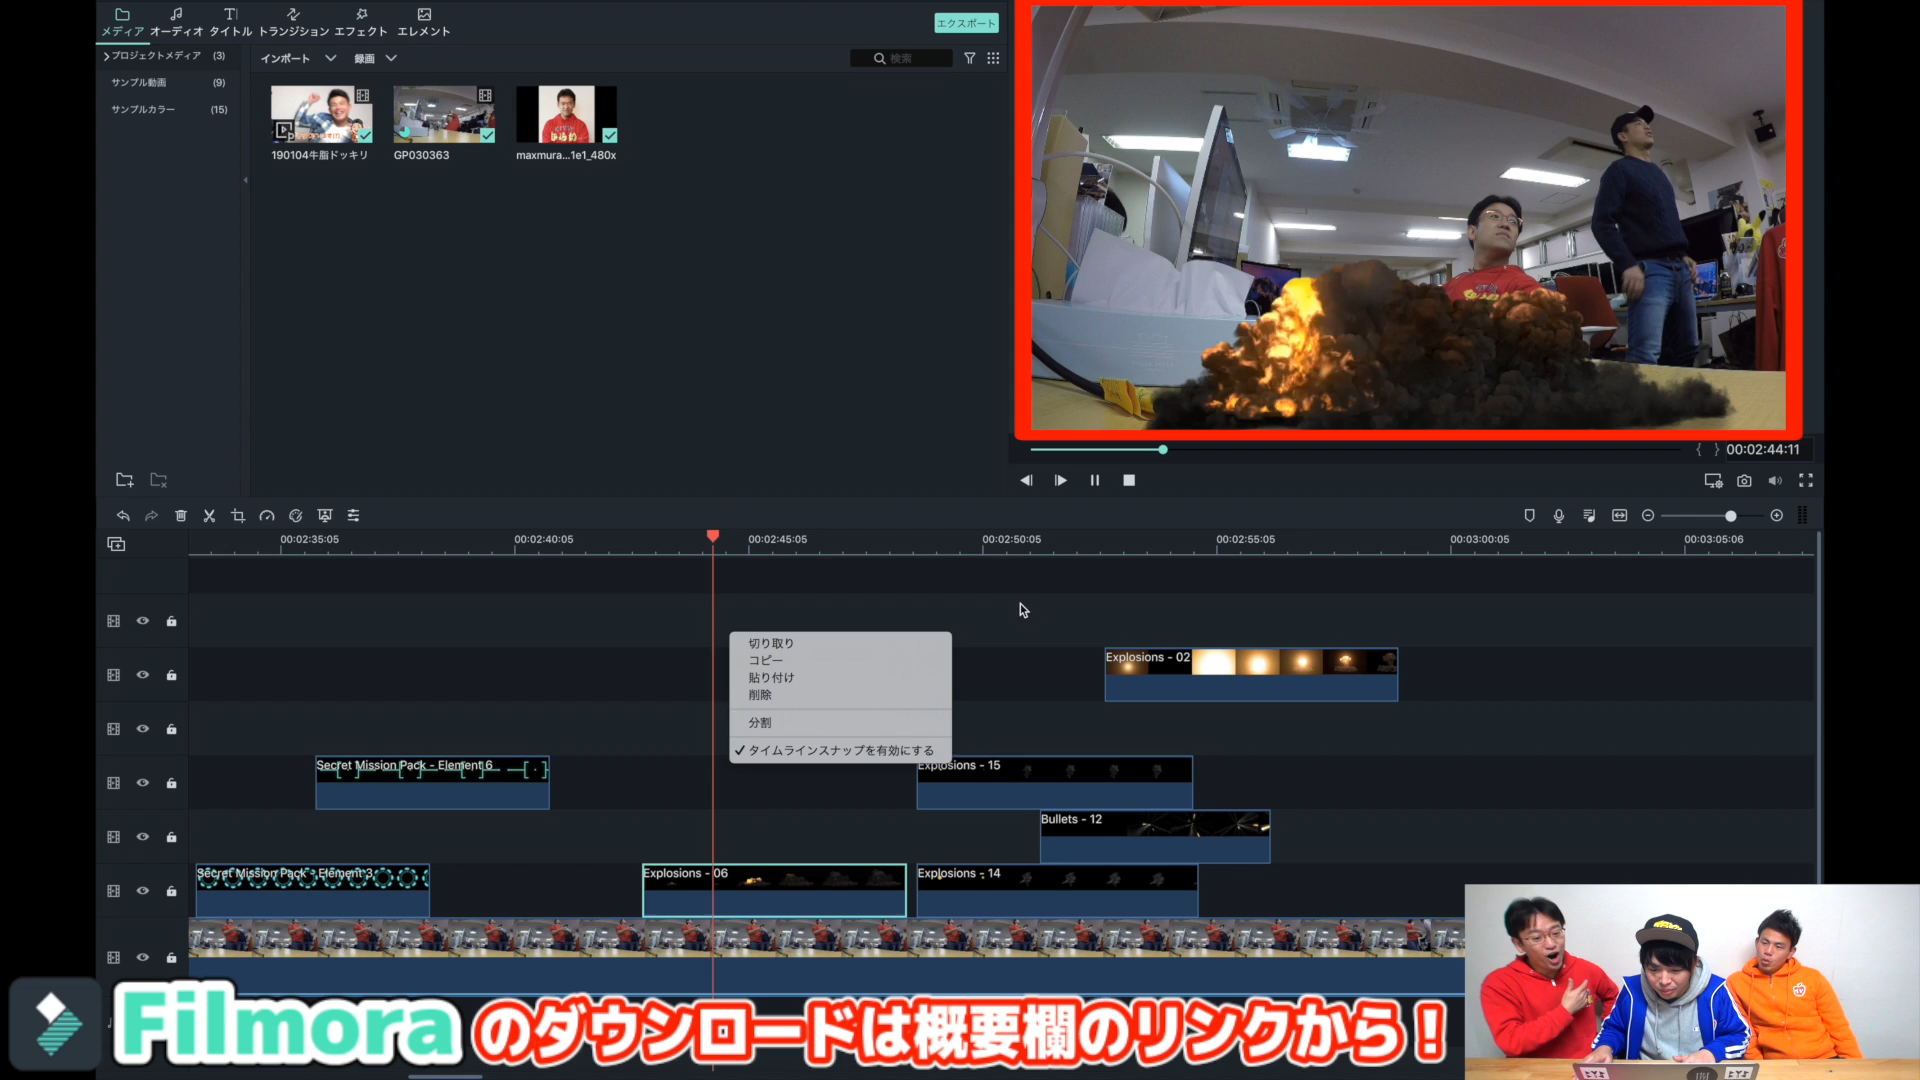 メディア オーディオ タイトル トランジション エフェクト エレメント
エクスポート
プロジェクトメディア (3)
サンプル動画 (9)
サンプルカラー (15)
インポート 録画
検索
190104牛脂ドッキリ
GP030363
maxmura...1e1_480x
00:02:44:11
00:02:35:05 00:02:40:05 00:02:45:05 00:02:50:05 00:02:55:05 00:03:00:05 00:03:05:06
切り取り
コピー
貼り付け
削除
分割
タイムラインスナップを有効にする
Explosions - 02
Secret Mission Pack - Element 6
Explosions - 15
Bullets - 12
Secret Mission Pack - Element 3
Explosions - 06
Explosions - 14
Filmoraのダウンロードは概要欄のリンクから！